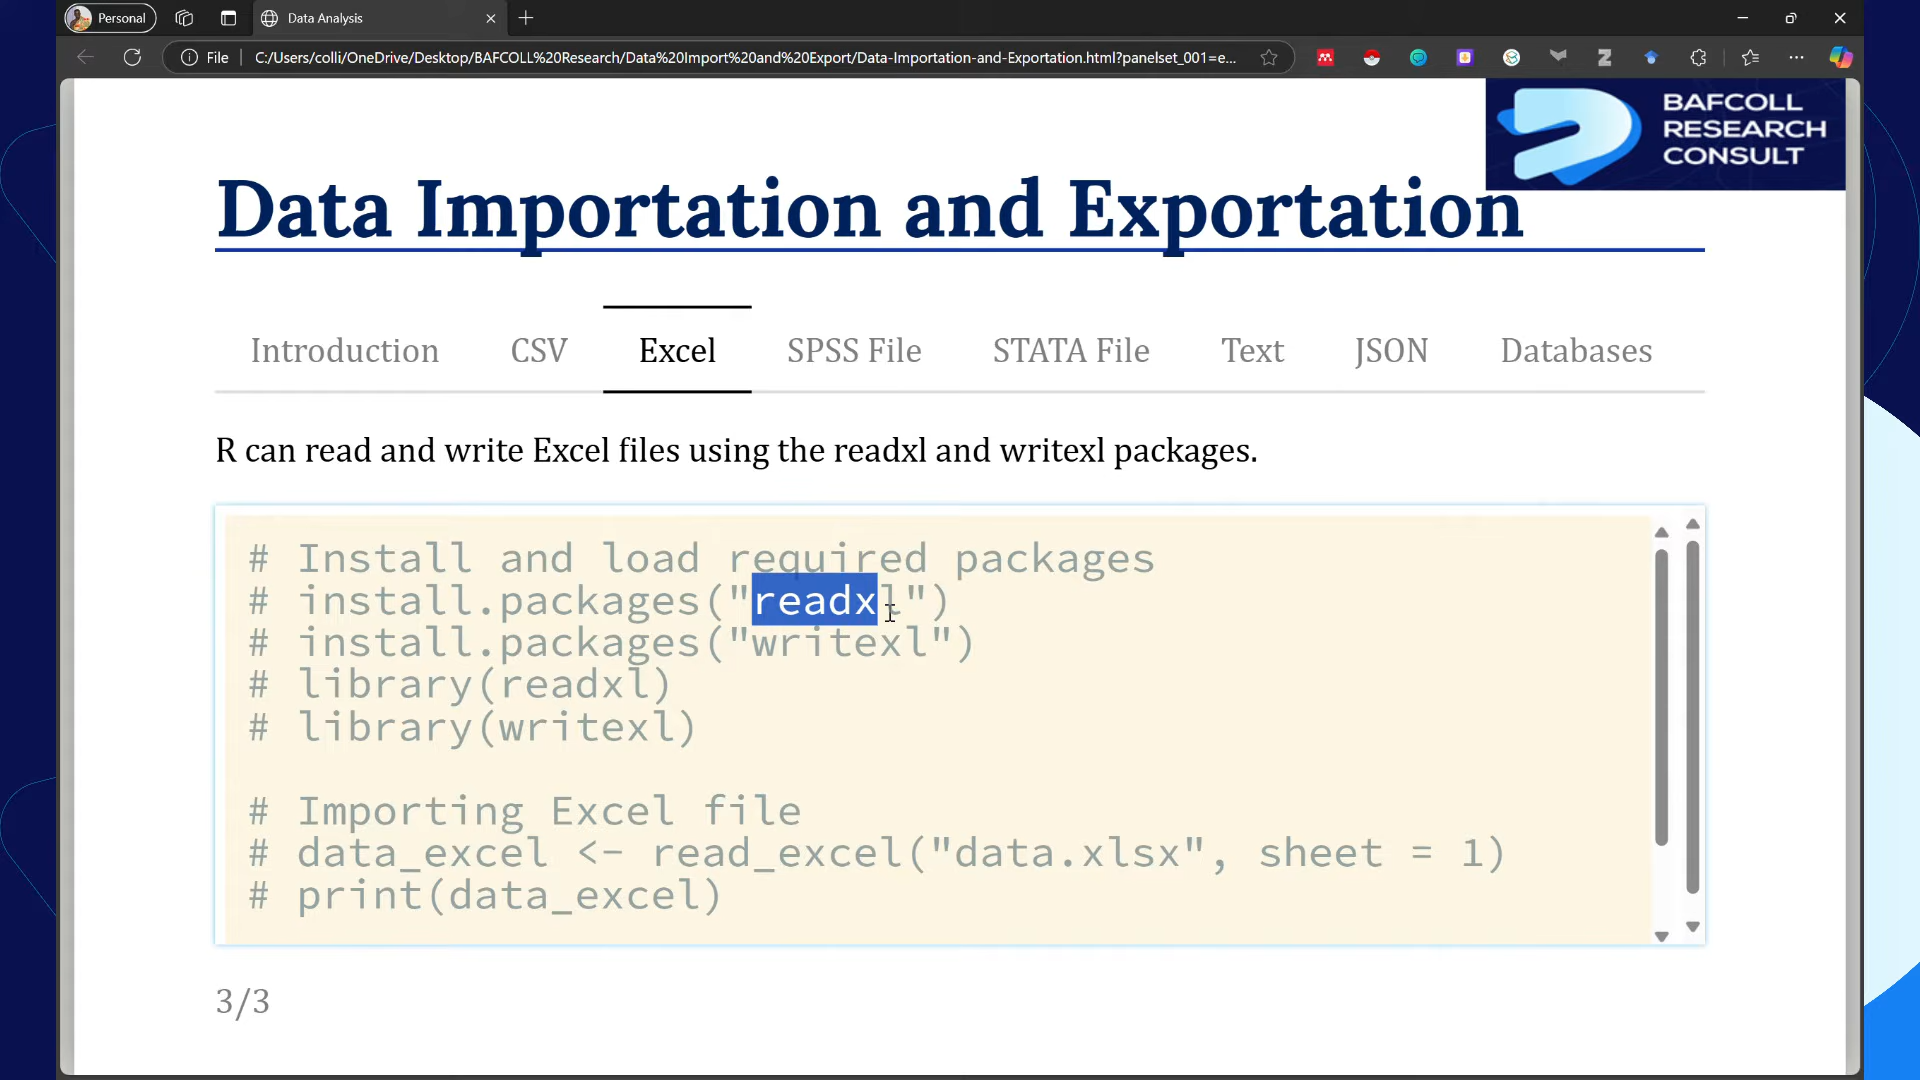 Personal
Data Analysis
File
C:/Users/colli/OneDrive/Desktop/BAFCOLL%20Research/Data%20Import%20and%20Export/Data-Importation-and-Exportation.html?panelset_001=e...
BAFCOLL
RESEARCH
CONSULT
Data Importation and Exportation
Introduction CSV Excel SPSS File STATA File Text JSON Databases
R can read and write Excel files using the readxl and writexl packages.
# Install and load required packages
# install.packages("readxl")
# install.packages("writexl")
# library(readxl)
# library(writexl)
# Importing Excel file
# data_excel <- read_excel("data.xlsx", sheet = 1)
# print(data_excel)
3/3